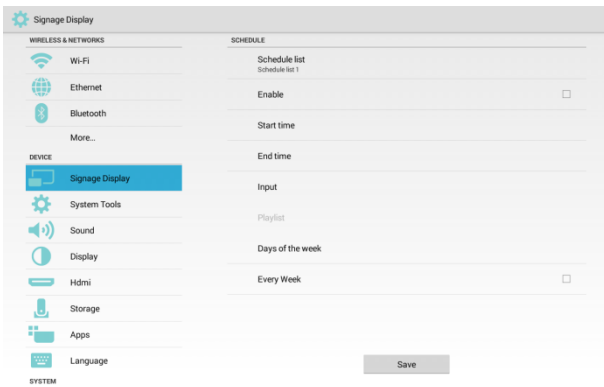 Signage Display
WIRELESS & NETWORKS
Wi-Fi
Ethernet
Bluetooth
More...
DEVICE
Signage Display
System Tools
Sound
Display
Hdmi
Storage
Apps
Language
SYSTEM
SCHEDULE
Schedule list
Schedule list 1
Enable
Start time
End time
Input
Playlist
Days of the week
Every Week
Save